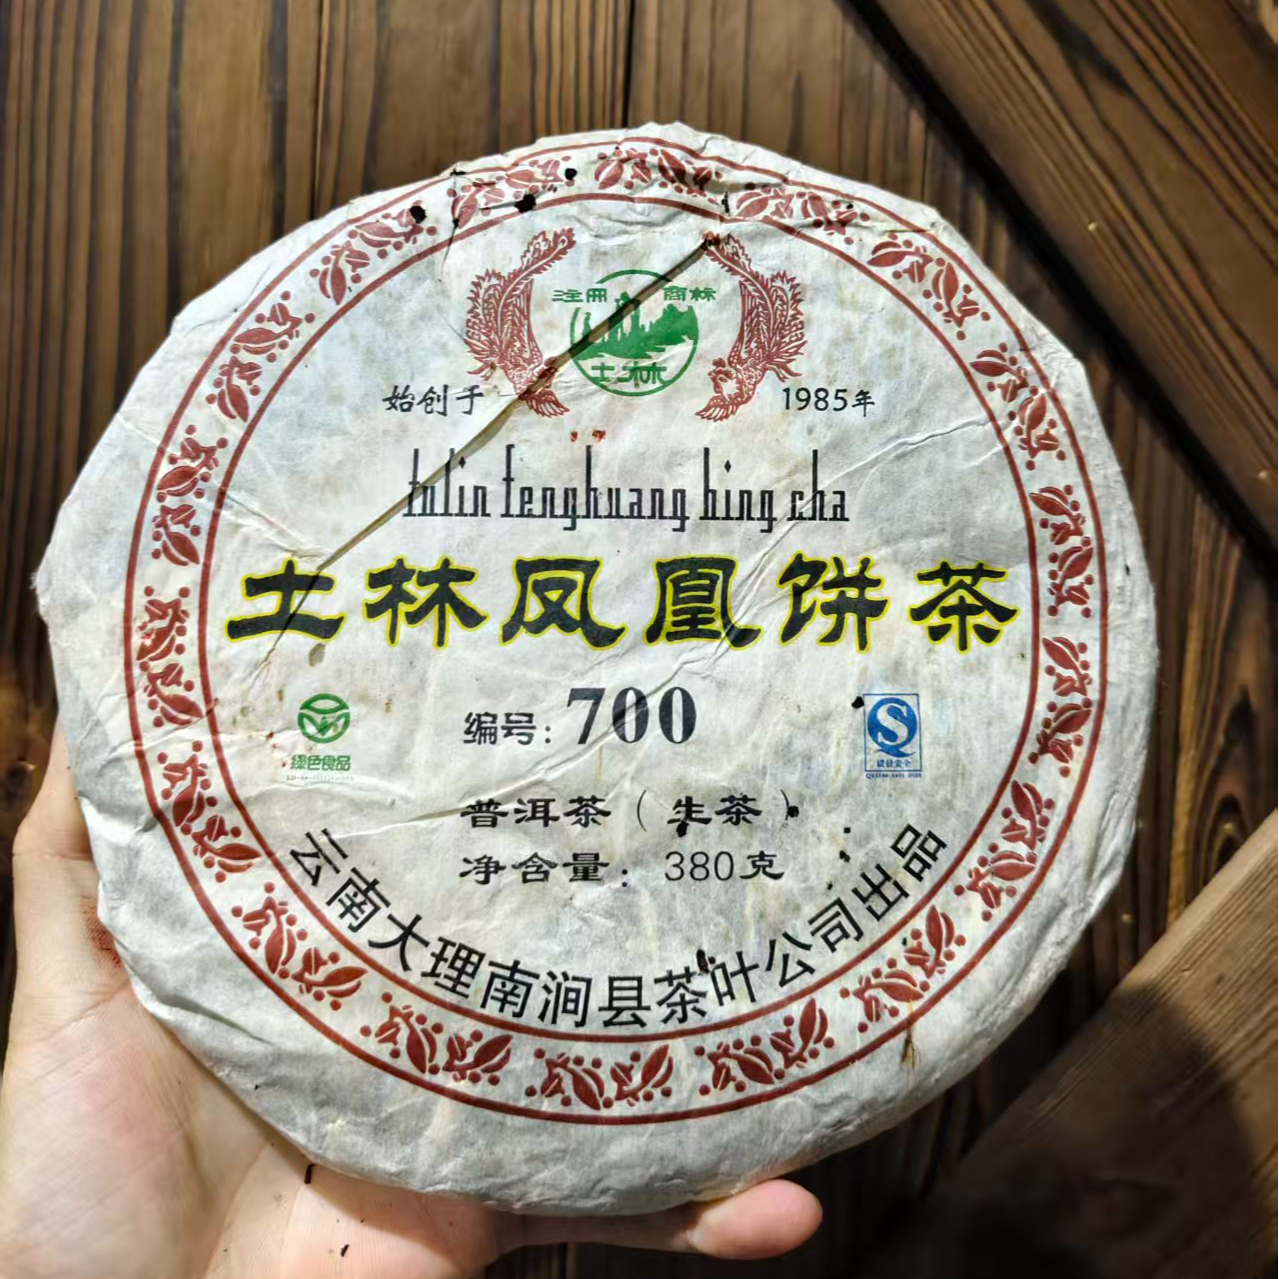 注册 商标
土林
始创于 1985年
tulin fenghuang bing cha
土林凤凰饼茶
编号：700
绿色食品
普洱茶（生茶）
净含量：380克
云南大理南涧县茶叶公司出品